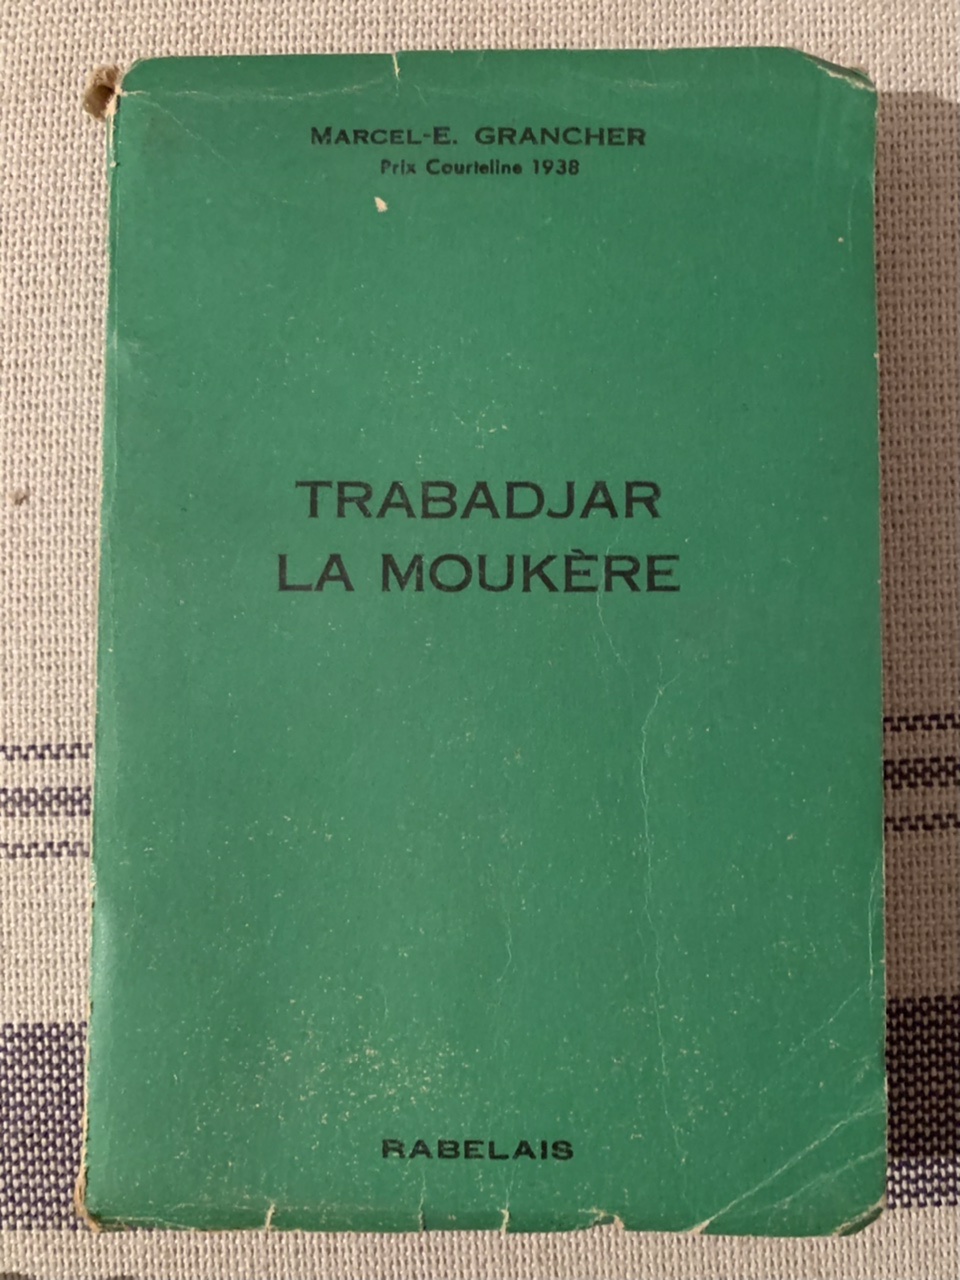 MARCEL-E. GRANCHER
Prix Courteline 1938
TRABADJAR
LA MOUKÈRE
RABELAIS